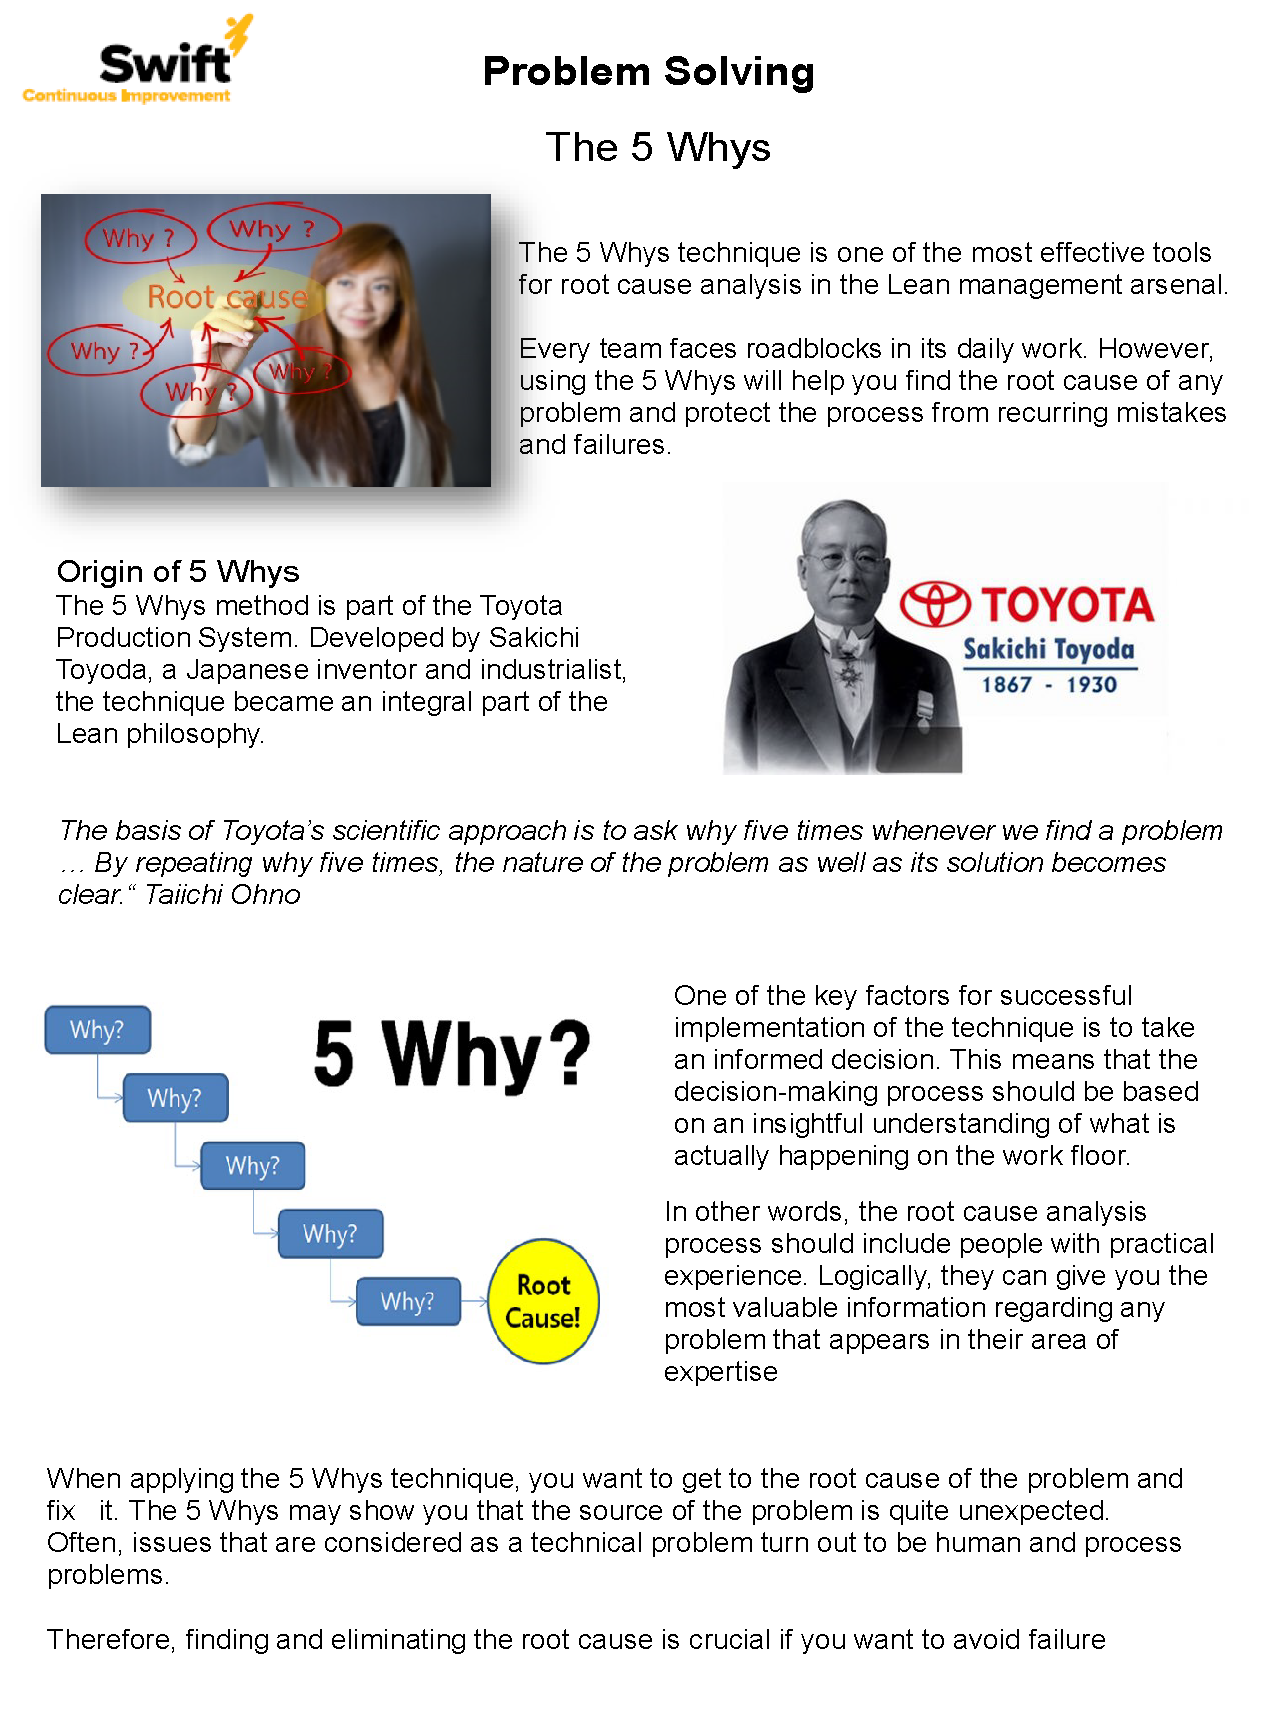 Swift
Continuous Improvement
Problem Solving
The 5 Whys
Why ?
Why ?
Root cause
Why ?
Why ?
Why ?
The 5 Whys technique is one of the most effective tools
for root cause analysis in the Lean management arsenal.
Every team faces roadblocks in its daily work. However,
using the 5 Whys will help you find the root cause of any
problem and protect the process from recurring mistakes
and failures.
Origin of 5 Whys
The 5 Whys method is part of the Toyota
Production System. Developed by Sakichi
Toyoda, a Japanese inventor and industrialist,
the technique became an integral part of the
Lean philosophy.
TOYOTA
Sakichi Toyoda
1867 - 1930
The basis of Toyota’s scientific approach is to ask why five times whenever we find a problem
… By repeating why five times, the nature of the problem as well as its solution becomes
clear.“ Taiichi Ohno
5 Why?
Why?
Why?
Why?
Why?
Why?
Root
Cause!
One of the key factors for successful
implementation of the technique is to take
an informed decision. This means that the
decision-making process should be based
on an insightful understanding of what is
actually happening on the work floor.
In other words, the root cause analysis
process should include people with practical
experience. Logically, they can give you the
most valuable information regarding any
problem that appears in their area of
expertise
When applying the 5 Whys technique, you want to get to the root cause of the problem and
fix   it. The 5 Whys may show you that the source of the problem is quite unexpected.
Often, issues that are considered as a technical problem turn out to be human and process
problems.
Therefore, finding and eliminating the root cause is crucial if you want to avoid failure